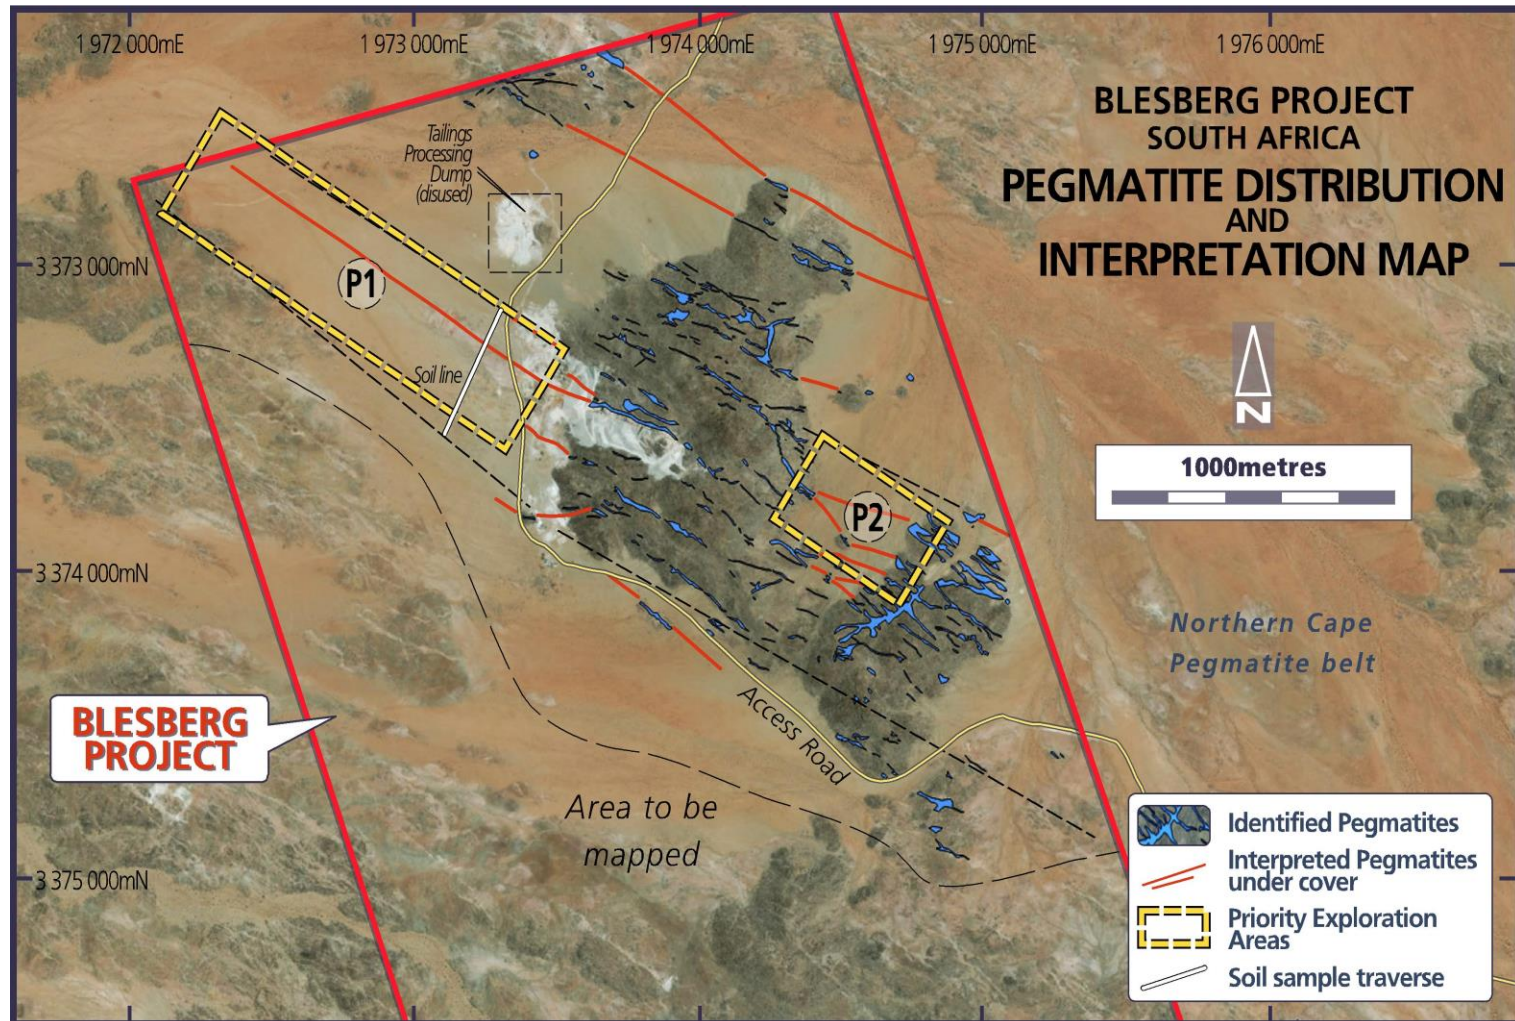 1 972 000mE
1 973 000mE
1 974 000mE
1 975 000mE
1 976 000mE
BLESBERG PROJECT
SOUTH AFRICA
PEGMATITE DISTRIBUTION
AND
INTERPRETATION MAP
Tailings
Processing
Dump
(disused)
3 373 000mN
P1
N
Soil line
1000metres
P2
3 374 000mN
Northern Cape
Pegmatite belt
BLESBERG
PROJECT
Access Road
Area to be
mapped
3 375 000mN
Identified Pegmatites
Interpreted Pegmatites
under cover
Priority Exploration
Areas
Soil sample traverse